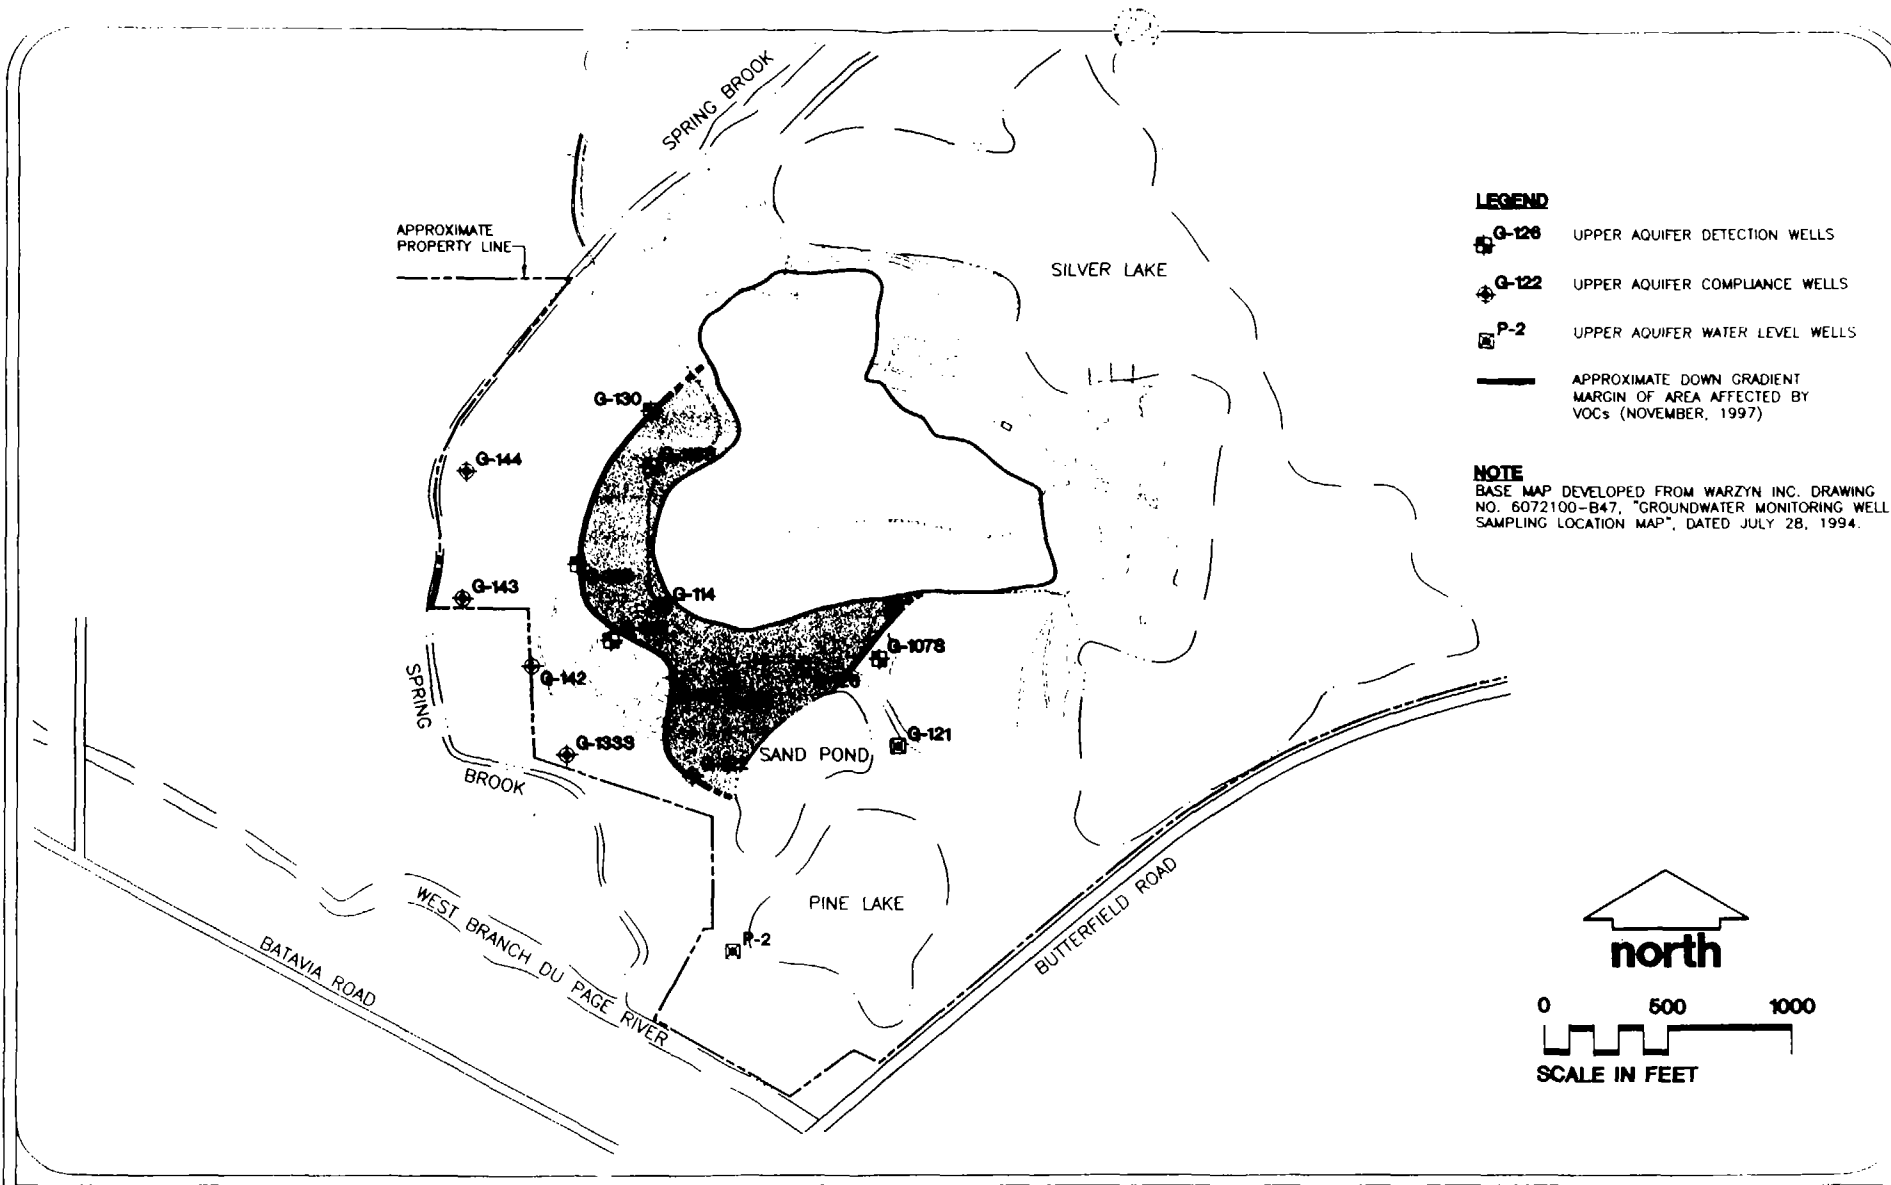 SPRING BROOK
APPROXIMATE
PROPERTY LINE
SILVER LAKE
LEGEND
G-126 UPPER AQUIFER DETECTION WELLS
G-122 UPPER AQUIFER COMPLIANCE WELLS
P-2 UPPER AQUIFER WATER LEVEL WELLS
APPROXIMATE DOWN GRADIENT
MARGIN OF AREA AFFECTED BY
VOCs (NOVEMBER, 1997)
NOTE
BASE MAP DEVELOPED FROM WARZYN INC. DRAWING
NO. 6072100-B47, "GROUNDWATER MONITORING WELL
SAMPLING LOCATION MAP", DATED JULY 28, 1994.
G-130
G-144
G-143
G-114
G-142
G-107S
G-133S
G-121
SAND POND
SPRING
BROOK
PINE LAKE
P-2
WEST BRANCH DU PAGE RIVER
BATAVIA ROAD
BUTTERFIELD ROAD
north
0 500 1000
SCALE IN FEET